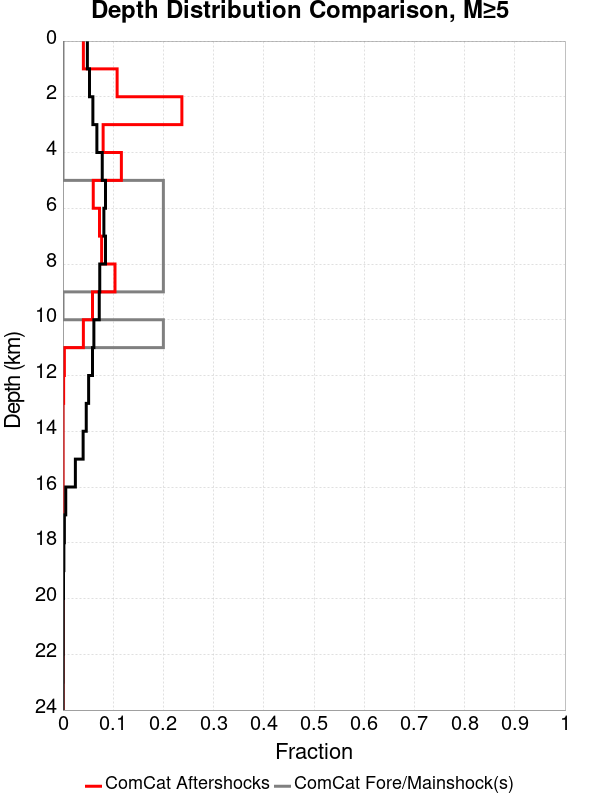 Depth Distribution Comparison, M≥5
0
2
4
6
8
10
12
14
16
18
20
22
24
Depth (km)
0 0.1 0.2 0.3 0.4 0.5 0.6 0.7 0.8 0.9 1
Fraction
ComCat Aftershocks ComCat Fore/Mainshock(s)